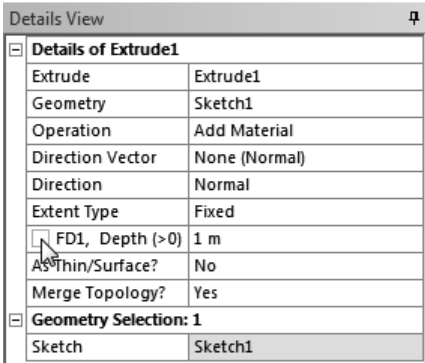 Details View
Details of Extrude1
Extrude Extrude1
Geometry Sketch1
Operation Add Material
Direction Vector None (Normal)
Direction Normal
Extent Type Fixed
FD1, Depth (>0) 1 m
As Thin/Surface? No
Merge Topology? Yes
Geometry Selection: 1
Sketch Sketch1